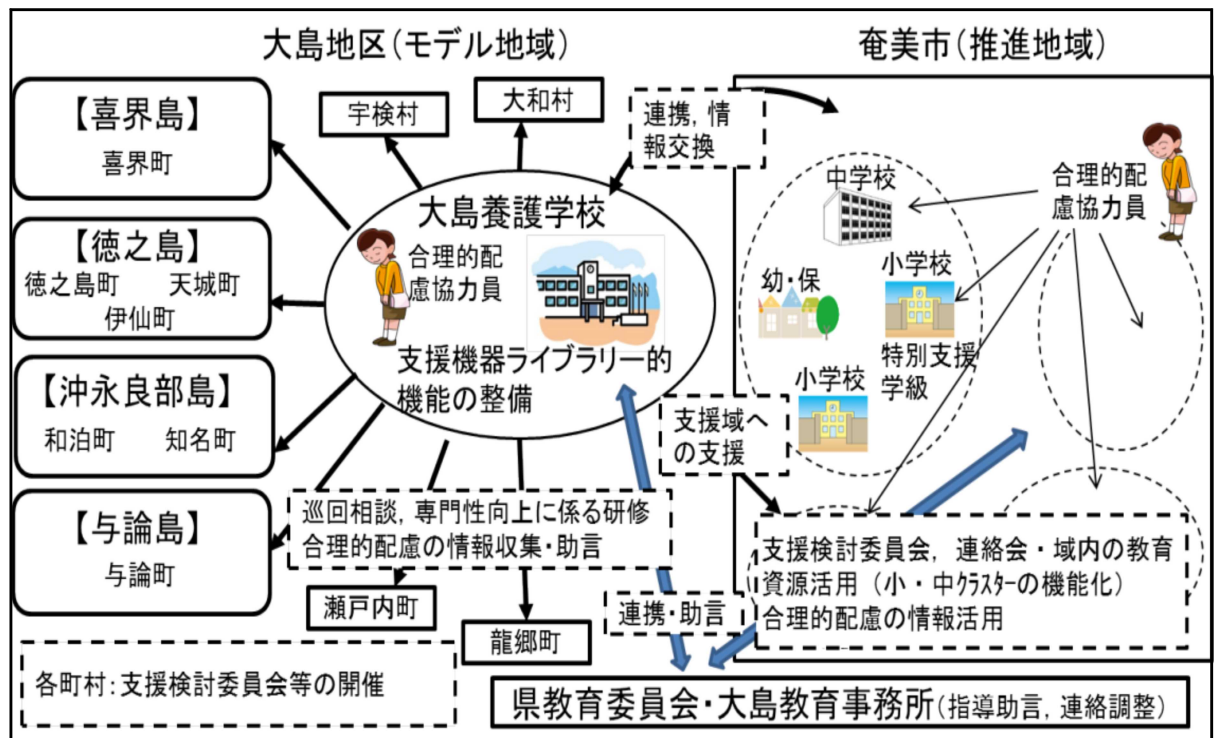 大島地区(モデル地域)
奄美市(推進地域)
【喜界島】
喜界町
【徳之島】
徳之島町 天城町
伊仙町
【沖永良部島】
和泊町 知名町
【与論島】
与論町
宇検村
大和村
連携, 情
報交換
大島養護学校
合理的配
慮協力員
支援機器ライブラリー的
機能の整備
巡回相談, 専門性向上に係る研修
合理的配慮の情報収集・助言
瀬戸内町
龍郷町
各町村:支援検討委員会等の開催
中学校
合理的配
慮協力員
幼・保
小学校
特別支援
学級
小学校
支援域へ
の支援
支援検討委員会, 連絡会・域内の教育
資源活用(小・中クラスターの機能化)
合理的配慮の情報活用
連携・助言
県教育委員会・大島教育事務所(指導助言, 連絡調整)